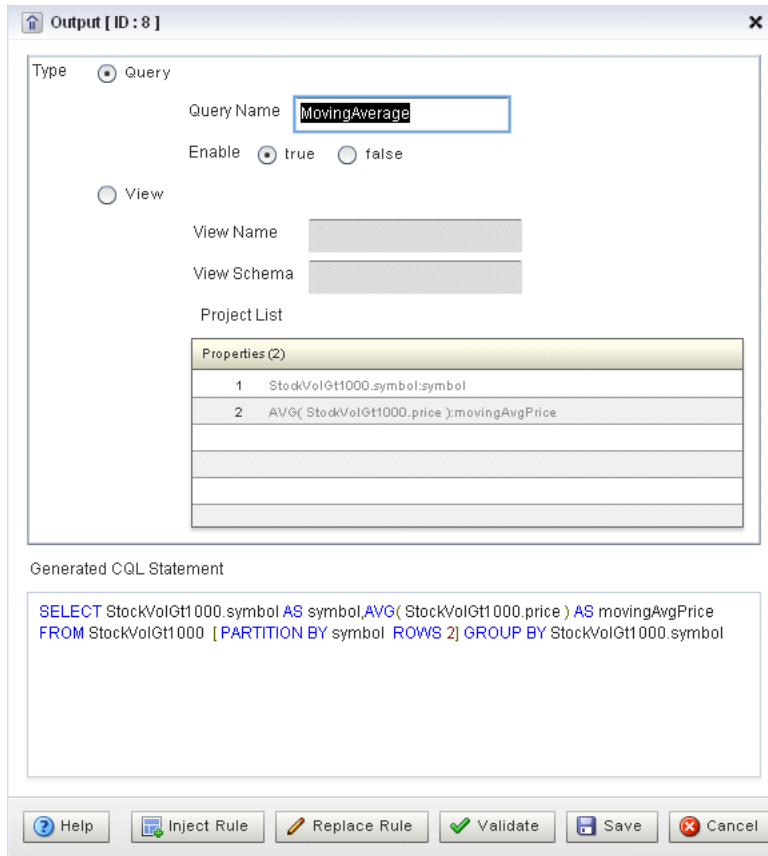 Output [ ID : 8 ]
Type
Query
Query Name
MovingAverage
Enable
true
false
View
View Name
View Schema
Project List
Properties (2)
1 StockVolGt1000.symbol:symbol
2 AVG( StockVolGt1000.price ):movingAvgPrice
Generated CQL Statement
SELECT StockVolGt1000.symbol AS symbol,AVG( StockVolGt1000.price ) AS movingAvgPrice
FROM StockVolGt1000 [ PARTITION BY symbol ROWS 2] GROUP BY StockVolGt1000.symbol
Help
Inject Rule
Replace Rule
Validate
Save
Cancel